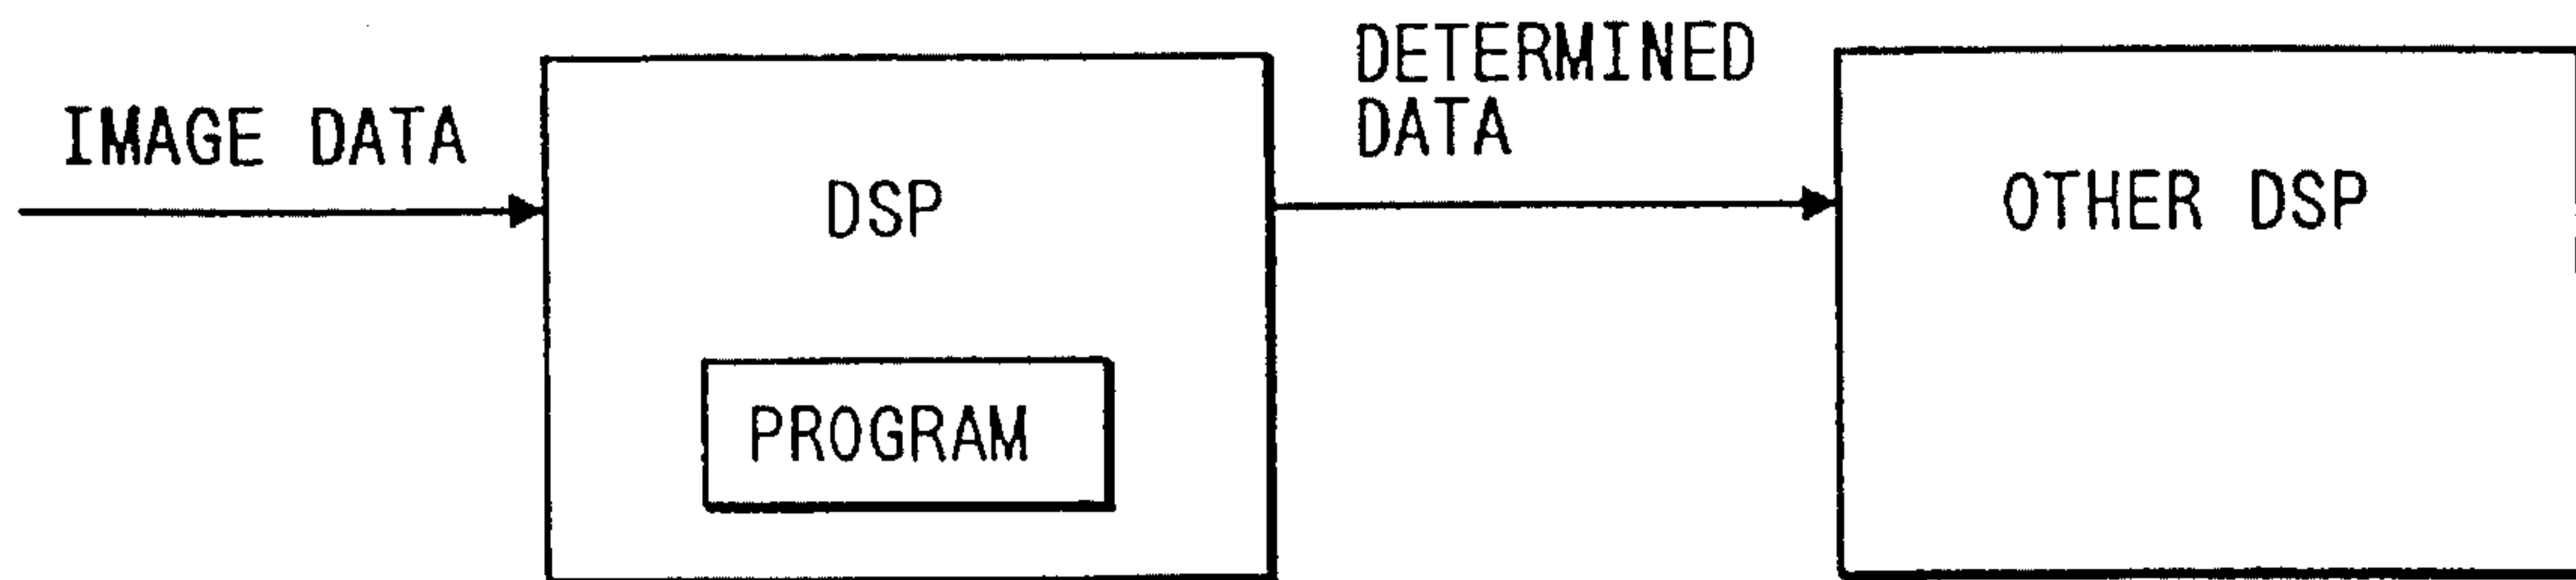 IMAGE DATA
DSP
PROGRAM
DETERMINED
DATA
OTHER DSP